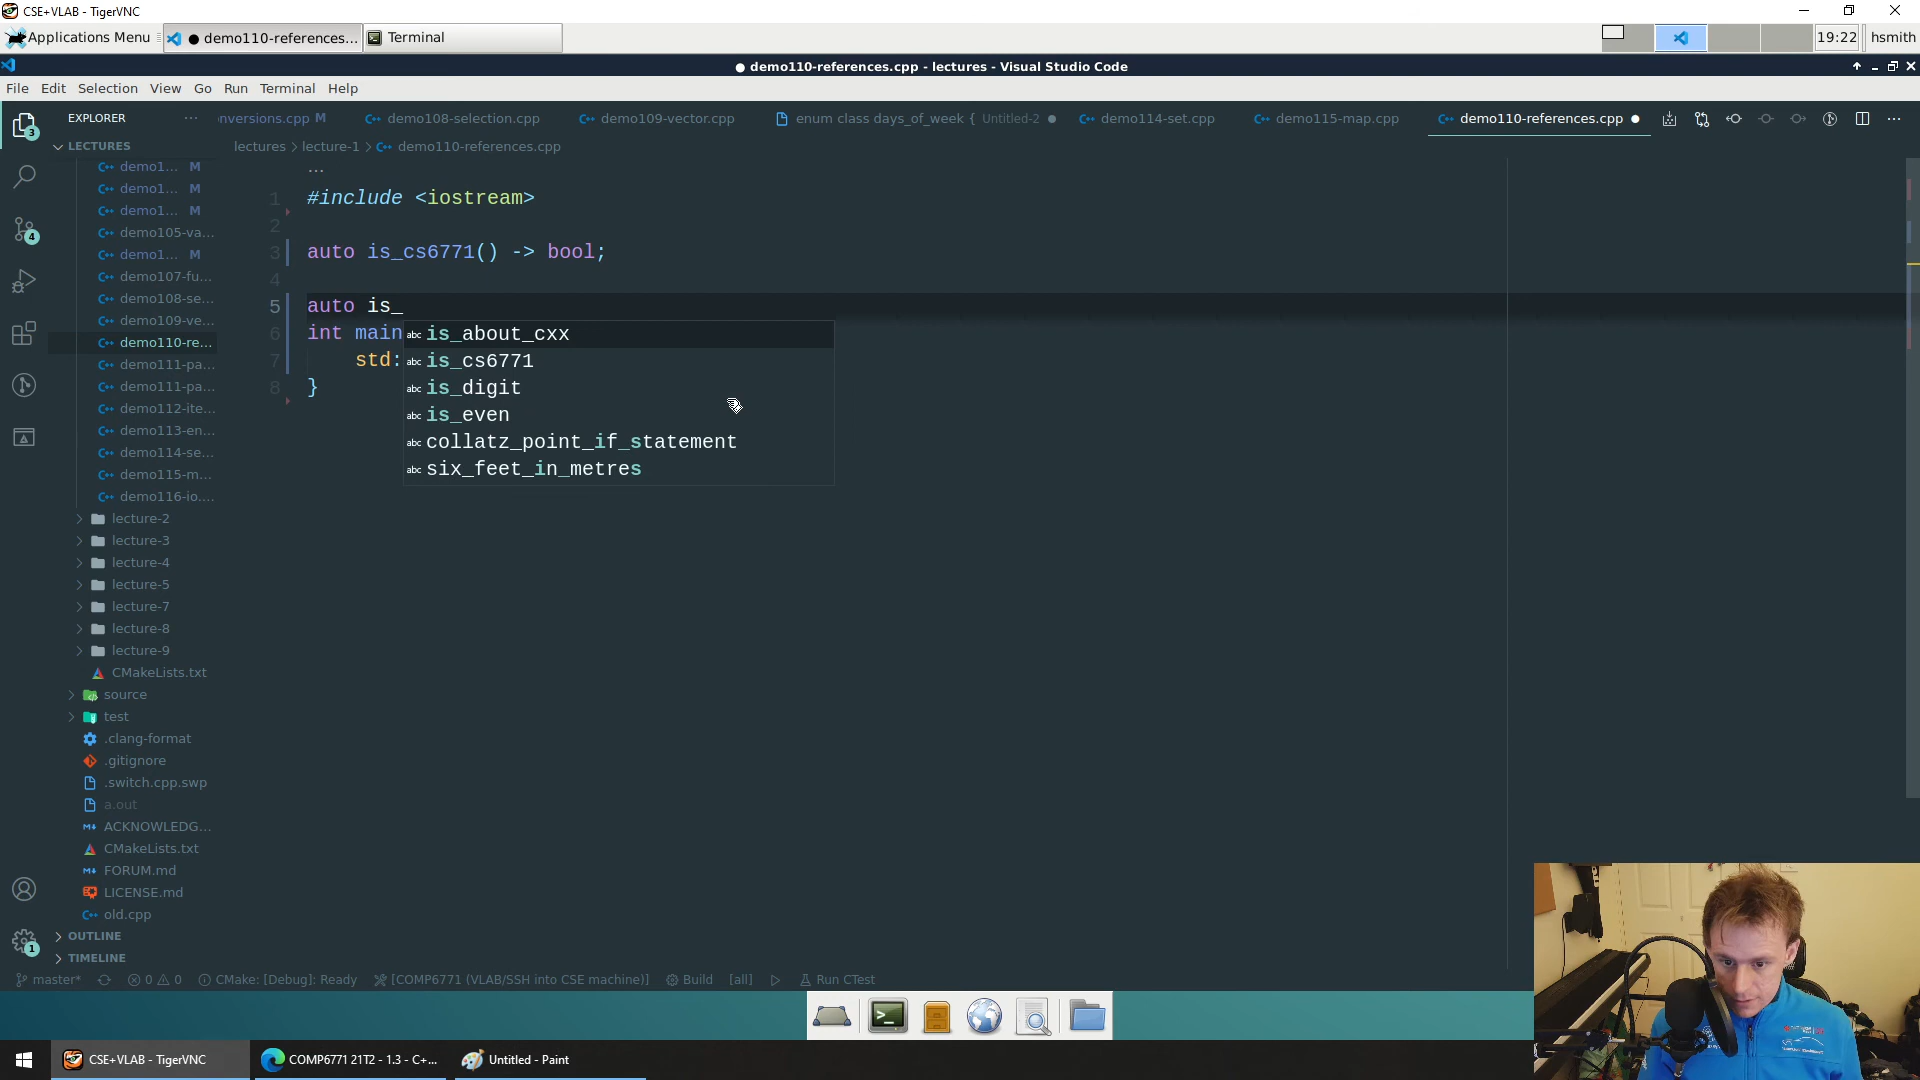 CSE+VLAB - TigerVNC
Applications Menu
● demo110-references...
Terminal
19:22
hsmith
● demo110-references.cpp - lectures - Visual Studio Code
File Edit Selection View Go Run Terminal Help
EXPLORER ...
nversions.cpp M
demo108-selection.cpp
demo109-vector.cpp
enum class days_of_week { Untitled-2 ●
demo114-set.cpp
demo115-map.cpp
demo110-references.cpp ●
LECTURES
lectures > lecture-1 > demo110-references.cpp
demo1... M
demo1... M
demo1... M
demo105-va...
demo1... M
demo107-fu...
demo108-se...
demo109-ve...
demo110-re...
demo111-pa...
demo111-pa...
demo112-ite...
demo113-en...
demo114-se...
demo115-m...
demo116-io....
lecture-2
lecture-3
lecture-4
lecture-5
lecture-7
lecture-8
lecture-9
CMakeLists.txt
source
test
.clang-format
.gitignore
.switch.cpp.swp
a.out
ACKNOWLEDG...
CMakeLists.txt
FORUM.md
LICENSE.md
old.cpp
OUTLINE
TIMELINE
3
4
1
...
1 #include <iostream>
2
3 auto is_cs6771() -> bool;
4
5 auto is_
6 int main
7 std:
8 }
abc is_about_cxx
abc is_cs6771
abc is_digit
abc is_even
abc collatz_point_if_statement
abc six_feet_in_metres
master* 0 0 CMake: [Debug]: Ready [COMP6771 (VLAB/SSH into CSE machine)] Build [all] Run CTest
CSE+VLAB - TigerVNC
COMP6771 21T2 - 1.3 - C+...
Untitled - Paint